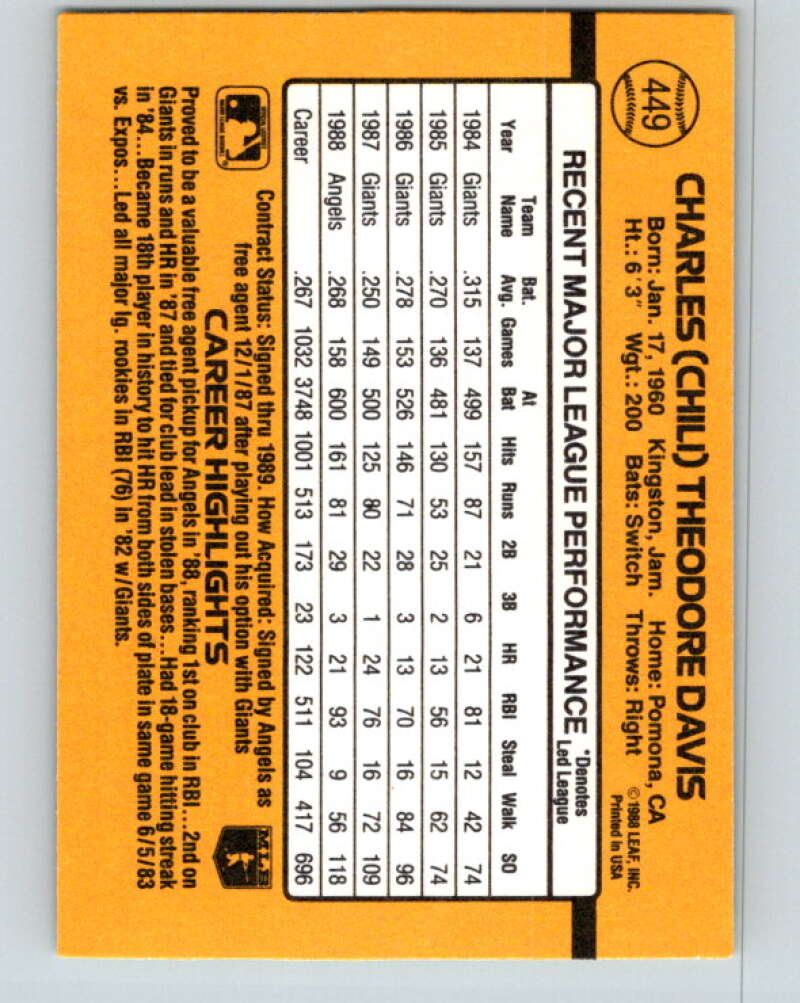 449
CHARLES (CHILI) THEODORE DAVIS
Born: Jan. 17, 1960 Kingston, Jam. Home: Pomona, CA
Ht.: 6'3" Wgt.: 200 Bats: Switch Throws: Right
©1988 LEAF, INC.
Printed in USA
RECENT MAJOR LEAGUE PERFORMANCE
*Denotes
Led League
Year Team Name Bat. Avg. Games At Bat Hits Runs 2B 3B HR RBI Steal Walk SO
1984 Giants .315 137 499 157 87 21 6 21 81 12 42 74
1985 Giants .270 136 481 130 53 25 2 13 56 15 62 74
1986 Giants .278 153 526 146 71 28 3 13 70 16 84 96
1987 Giants .250 149 500 125 80 22 1 24 76 16 72 109
1988 Angels .268 158 600 161 81 29 3 21 93 9 56 118
Career .267 1032 3748 1001 513 173 23 122 511 104 417 696
Contract Status: Signed thru 1989. How Acquired: Signed by Angels as
free agent 12/1/87 after playing out his option with Giants
MLB
CAREER HIGHLIGHTS
Proved to be a valuable free agent pickup for Angels in '88, ranking 1st on club in RBI...2nd on
Giants in runs and HR in '87 and tied for club lead in stolen bases...Had 18-game hitting streak
in '84...Became 18th player in history to hit HR from both sides of plate in same game 6/5/83
vs. Expos...Led all major lg. rookies in RBI (76) in '82 w/Giants.